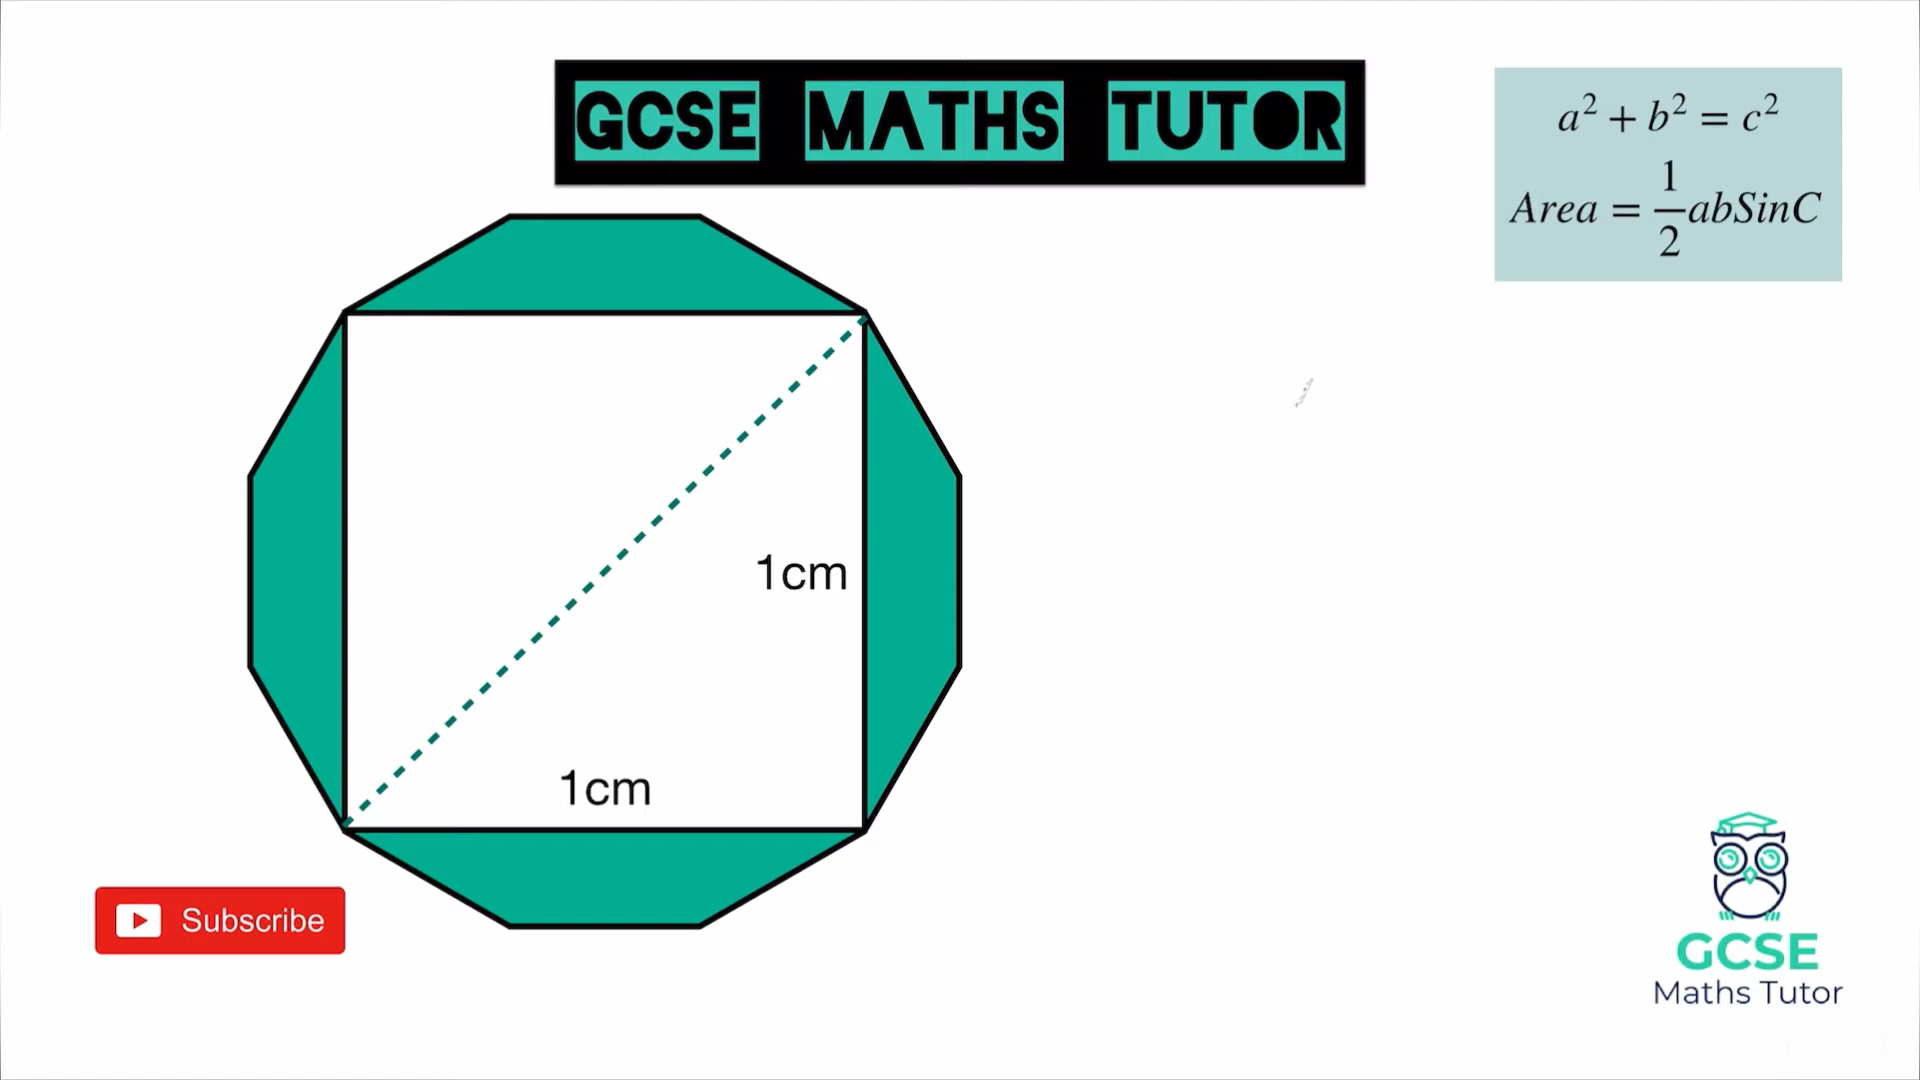 GCSE MATHS TUTOR
a² + b² = c²
Area = 1/2 abSinC
1cm
1cm
Subscribe
GCSE
Maths Tutor